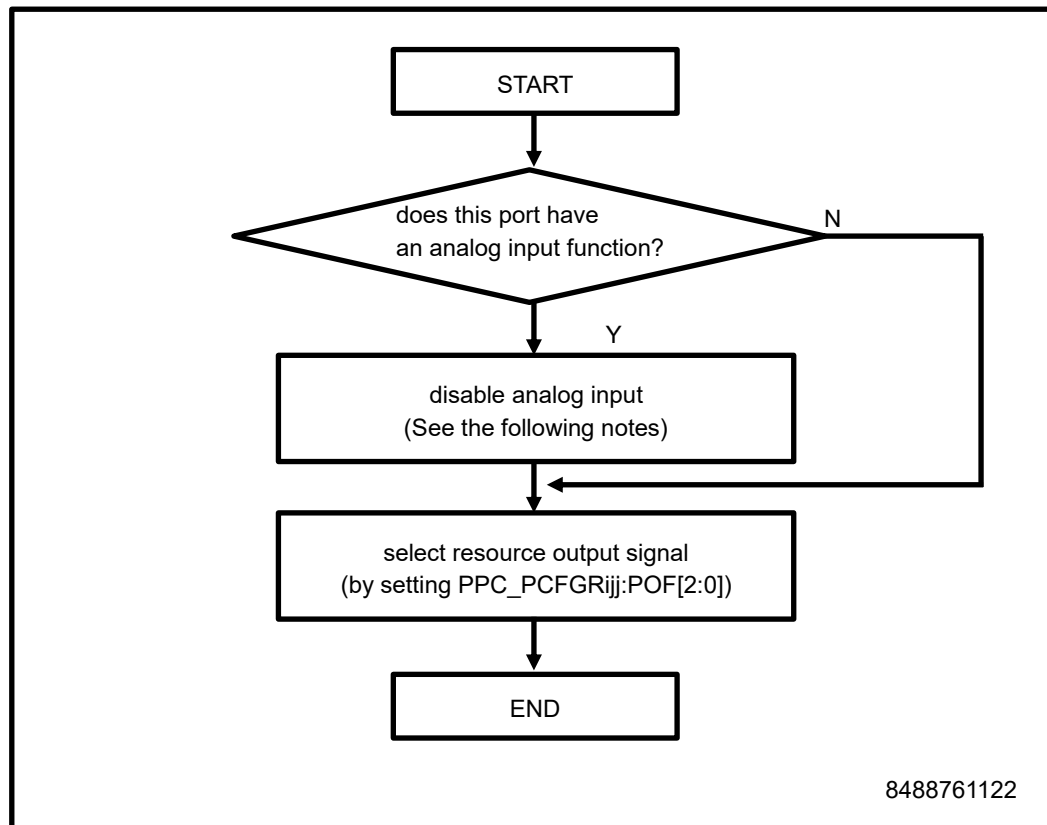 START
does this port have
an analog input function?
N
Y
disable analog input
(See the following notes)
select resource output signal
(by setting PPC_PCFGRijj:POF[2:0])
END
8488761122